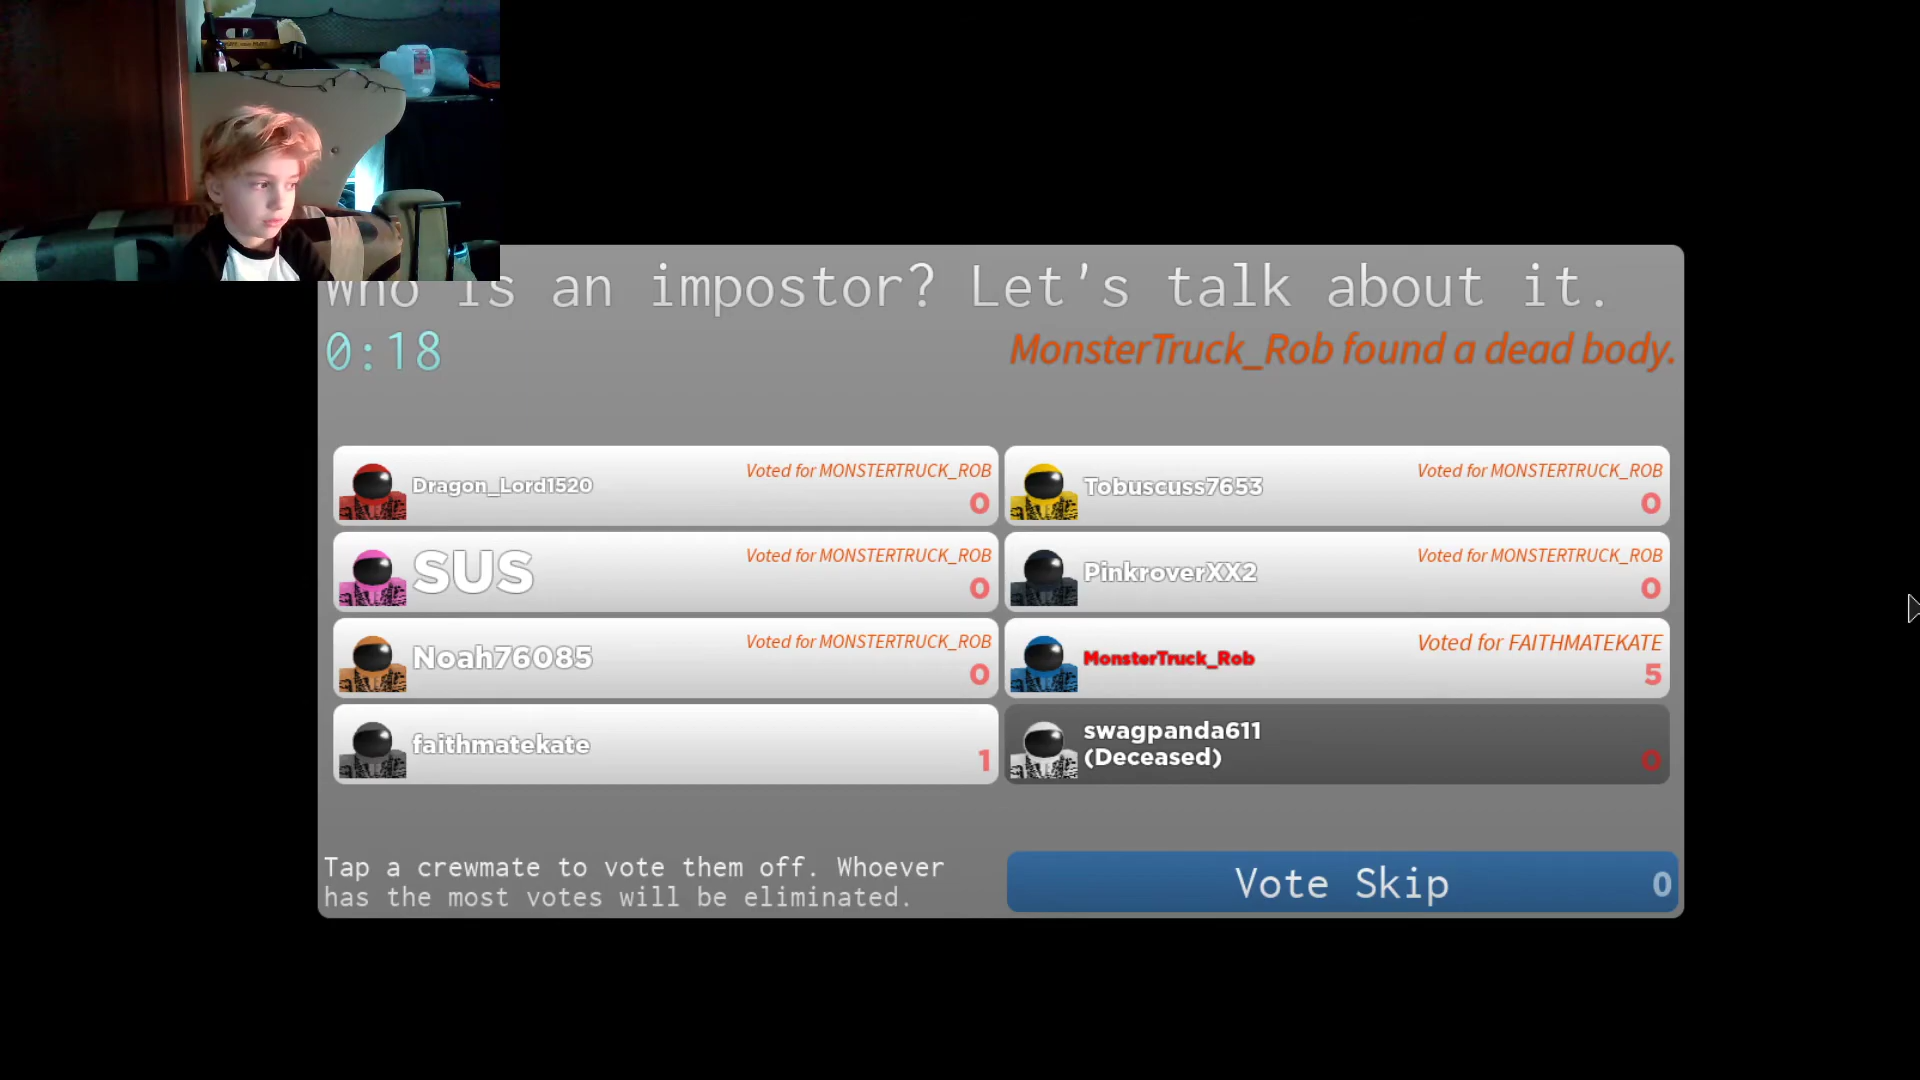 Who is an impostor? Let's talk about it.
0:18
MonsterTruck_Rob found a dead body.
Dragon_Lord1520
Voted for MONSTERTRUCK_ROB
0
Tobuscuss7653
Voted for MONSTERTRUCK_ROB
0
SUS
Voted for MONSTERTRUCK_ROB
0
PinkroverXX2
Voted for MONSTERTRUCK_ROB
0
Noah76085
Voted for MONSTERTRUCK_ROB
0
MonsterTruck_Rob
Voted for FAITHMATEKATE
5
faithmatekate
1
swagpanda611
(Deceased)
0
Tap a crewmate to vote them off. Whoever
has the most votes will be eliminated.
Vote Skip 0